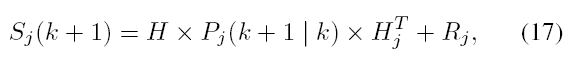 S_j(k + 1) = H × P_j(k + 1 | k) × H_j^T + R_j, (17)